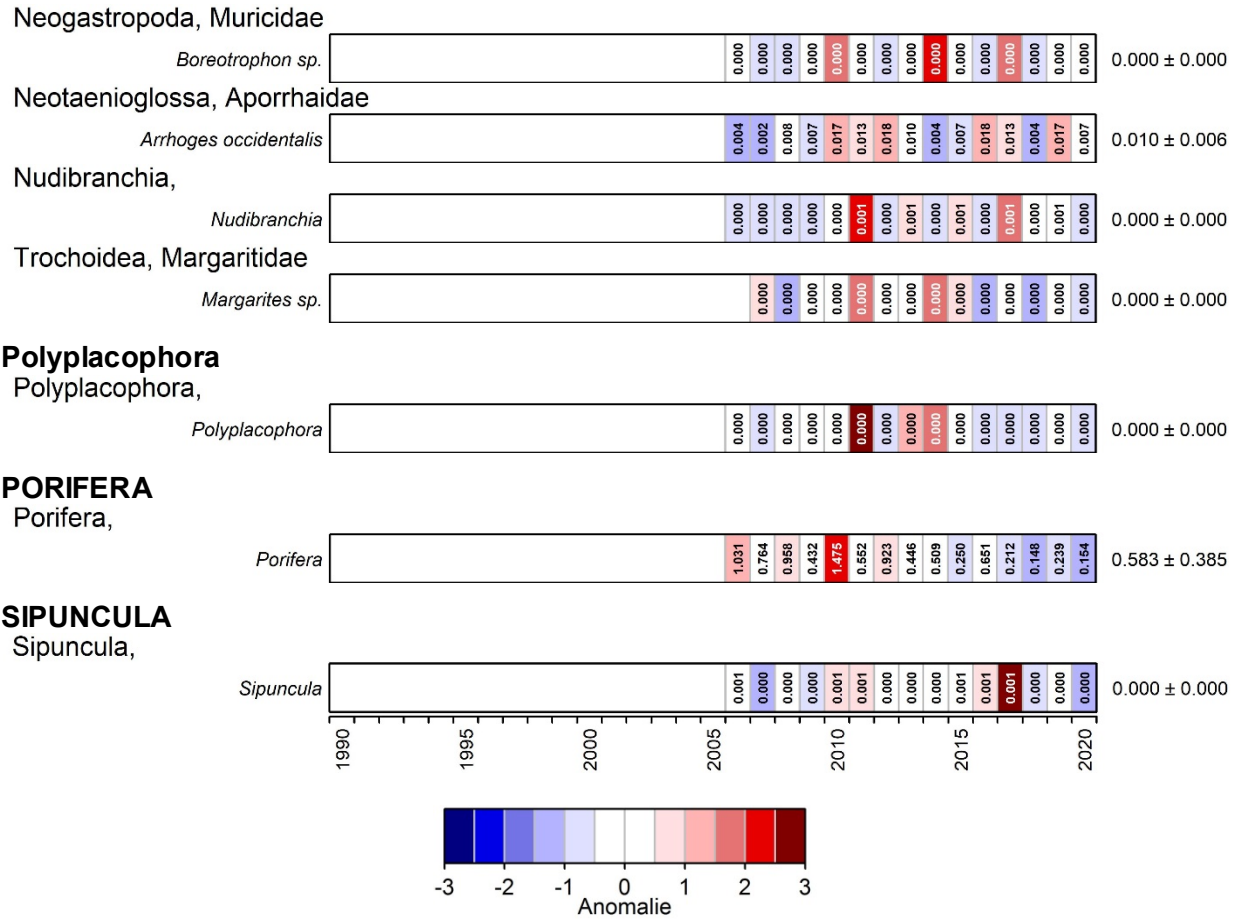 Neogastropoda, Muricidae
Boreotrophon sp. 0.000 0.000 0.000 0.000 0.000 0.000 0.000 0.000 0.000 0.000 0.000 0.000 0.000 0.000 0.000 0.000 ± 0.000
Neotaenioglossa, Aporrhaidae
Arrhoges occidentalis 0.004 0.002 0.008 0.007 0.017 0.013 0.018 0.010 0.004 0.007 0.018 0.013 0.004 0.017 0.007 0.010 ± 0.006
Nudibranchia,
Nudibranchia 0.000 0.000 0.000 0.000 0.000 0.001 0.000 0.001 0.000 0.001 0.000 0.001 0.000 0.001 0.000 0.000 ± 0.000
Trochoidea, Margaritidae
Margarites sp. 0.000 0.000 0.000 0.000 0.000 0.000 0.000 0.000 0.000 0.000 0.000 0.000 0.000 0.000 0.000 ± 0.000
Polyplacophora
Polyplacophora,
Polyplacophora 0.000 0.000 0.000 0.000 0.000 0.000 0.000 0.000 0.000 0.000 0.000 0.000 0.000 0.000 0.000 0.000 ± 0.000
PORIFERA
Porifera,
Porifera 1.031 0.764 0.958 0.432 1.475 0.552 0.923 0.446 0.509 0.250 0.651 0.212 0.148 0.239 0.154 0.583 ± 0.385
SIPUNCULA
Sipuncula,
Sipuncula 0.001 0.000 0.000 0.000 0.001 0.001 0.000 0.000 0.000 0.001 0.001 0.001 0.000 0.000 0.000 0.000 ± 0.000
1990 1995 2000 2005 2010 2015 2020
-3 -2 -1 0 1 2 3
Anomalie